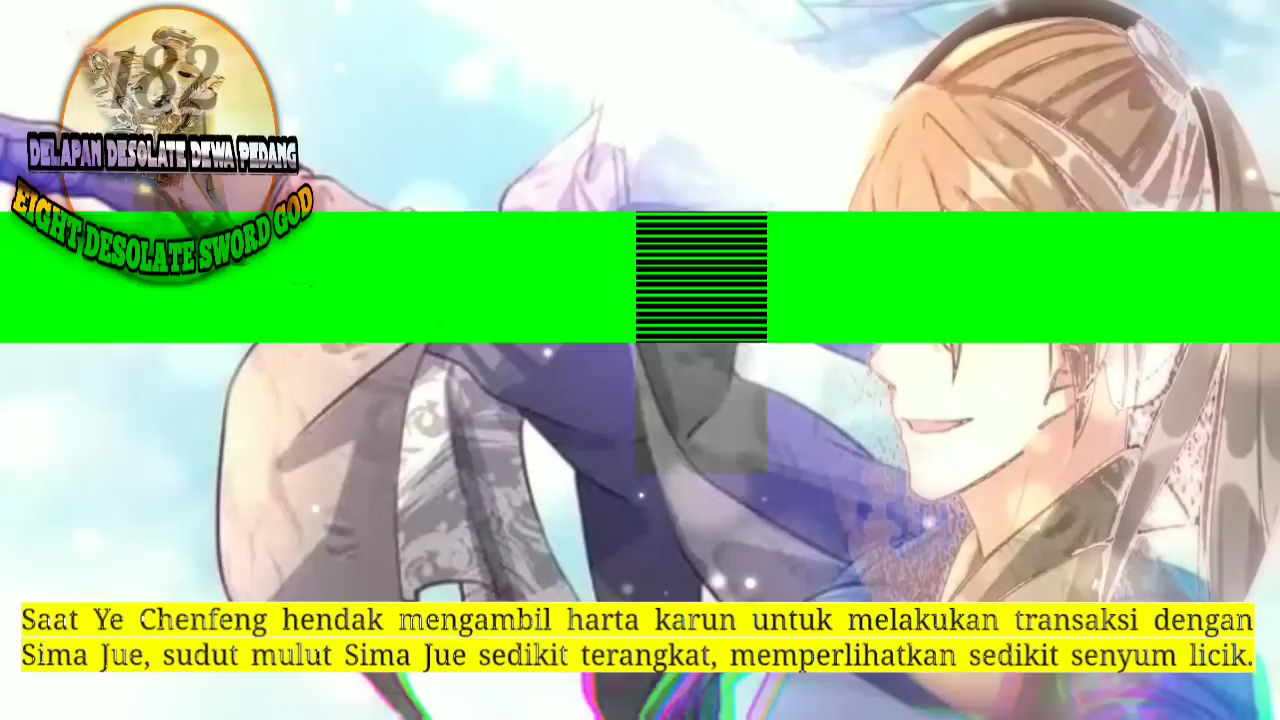 182
DELAPAN DESOLATE DEWA PEDANG
EIGHT DESOLATE SWORD GOD
Saat Ye Chenfeng hendak mengambil harta karun untuk melakukan transaksi dengan
Sima Jue, sudut mulut Sima Jue sedikit terangkat, memperlihatkan sedikit senyum licik.